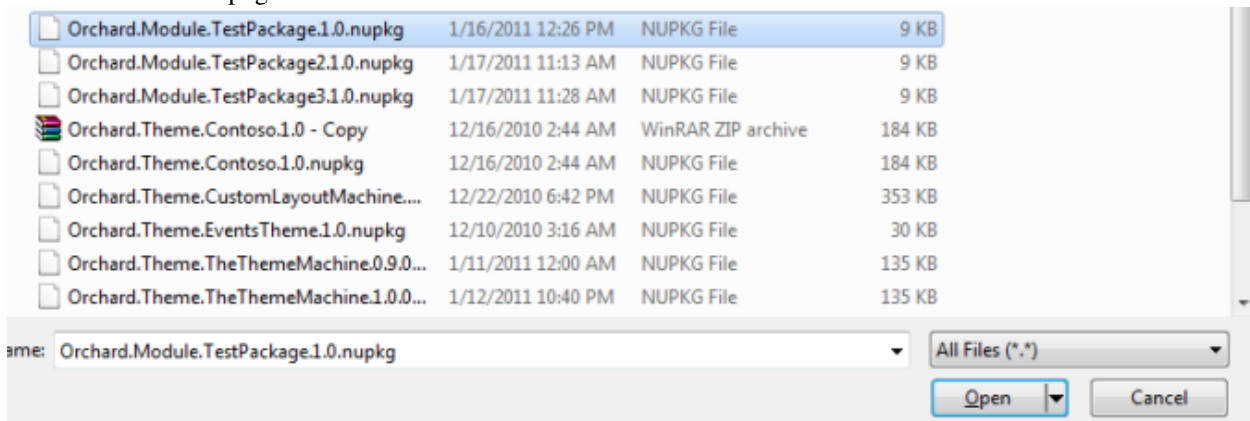 Orchard.Module.TestPackage.1.0.nupkg 1/16/2011 12:26 PM NUPKG File 9 KB
Orchard.Module.TestPackage2.1.0.nupkg 1/17/2011 11:13 AM NUPKG File 9 KB
Orchard.Module.TestPackage3.1.0.nupkg 1/17/2011 11:28 AM NUPKG File 9 KB
Orchard.Theme.Contoso.1.0 - Copy 12/16/2010 2:44 AM WinRAR ZIP archive 184 KB
Orchard.Theme.Contoso.1.0.nupkg 12/16/2010 2:44 AM NUPKG File 184 KB
Orchard.Theme.CustomLayoutMachine.... 12/22/2010 6:42 PM NUPKG File 353 KB
Orchard.Theme.EventsTheme.1.0.nupkg 12/10/2010 3:16 AM NUPKG File 30 KB
Orchard.Theme.TheThemeMachine.0.9.0... 1/11/2011 12:00 AM NUPKG File 135 KB
Orchard.Theme.TheThemeMachine.1.0.0... 1/12/2011 10:40 PM NUPKG File 135 KB
ame: Orchard.Module.TestPackage.1.0.nupkg All Files (*.*)
Open Cancel